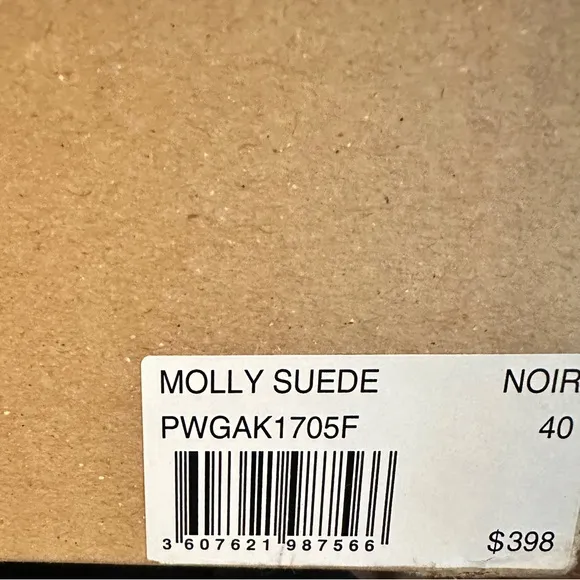 MOLLY SUEDE NOIR
PWGAK1705F 40
3 607621 987566 $398